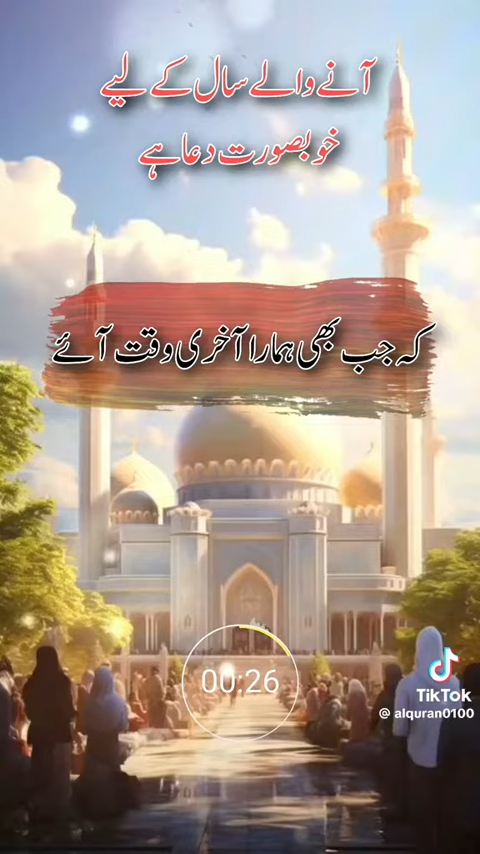 آنے والے سال کے لیے
خوبصورت دعا ہے
کہ جب بھی ہمارا آخری وقت آئے
00:26
TikTok
@ alquran0100